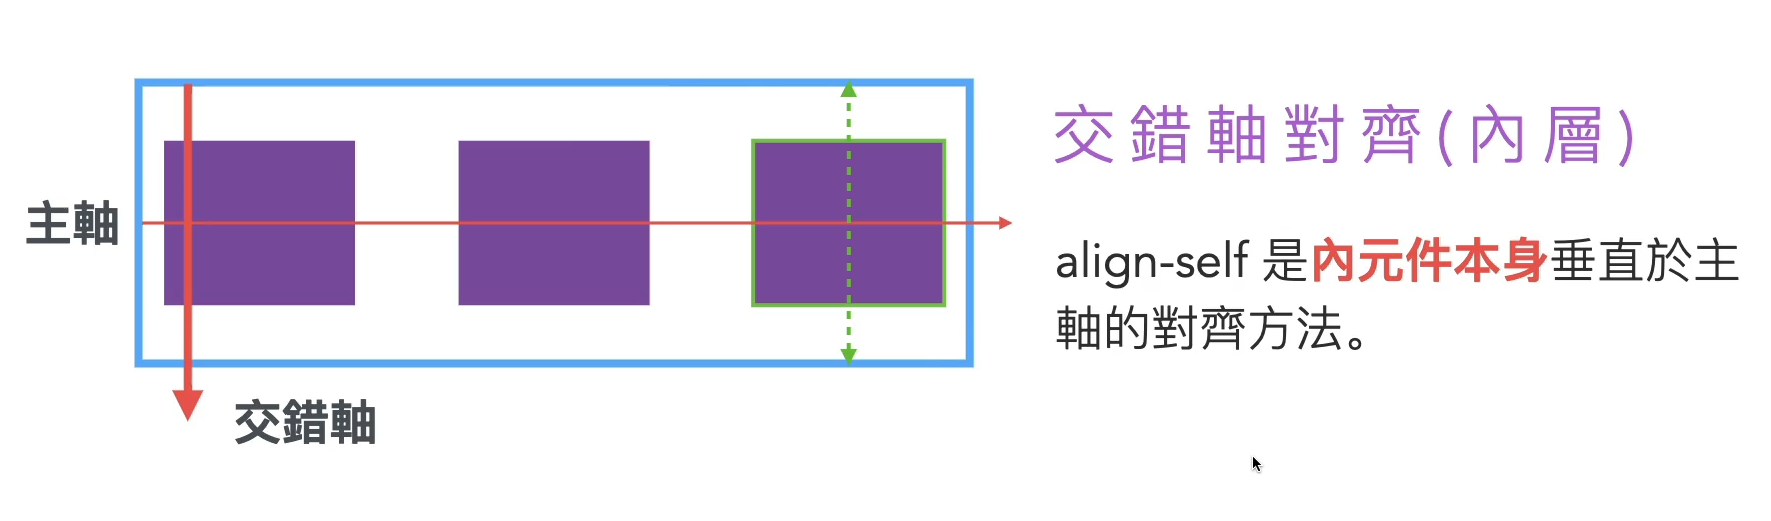 交錯軸對齊(內層)
主軸
align-self 是內元件本身垂直於主
軸的對齊方法。
交錯軸